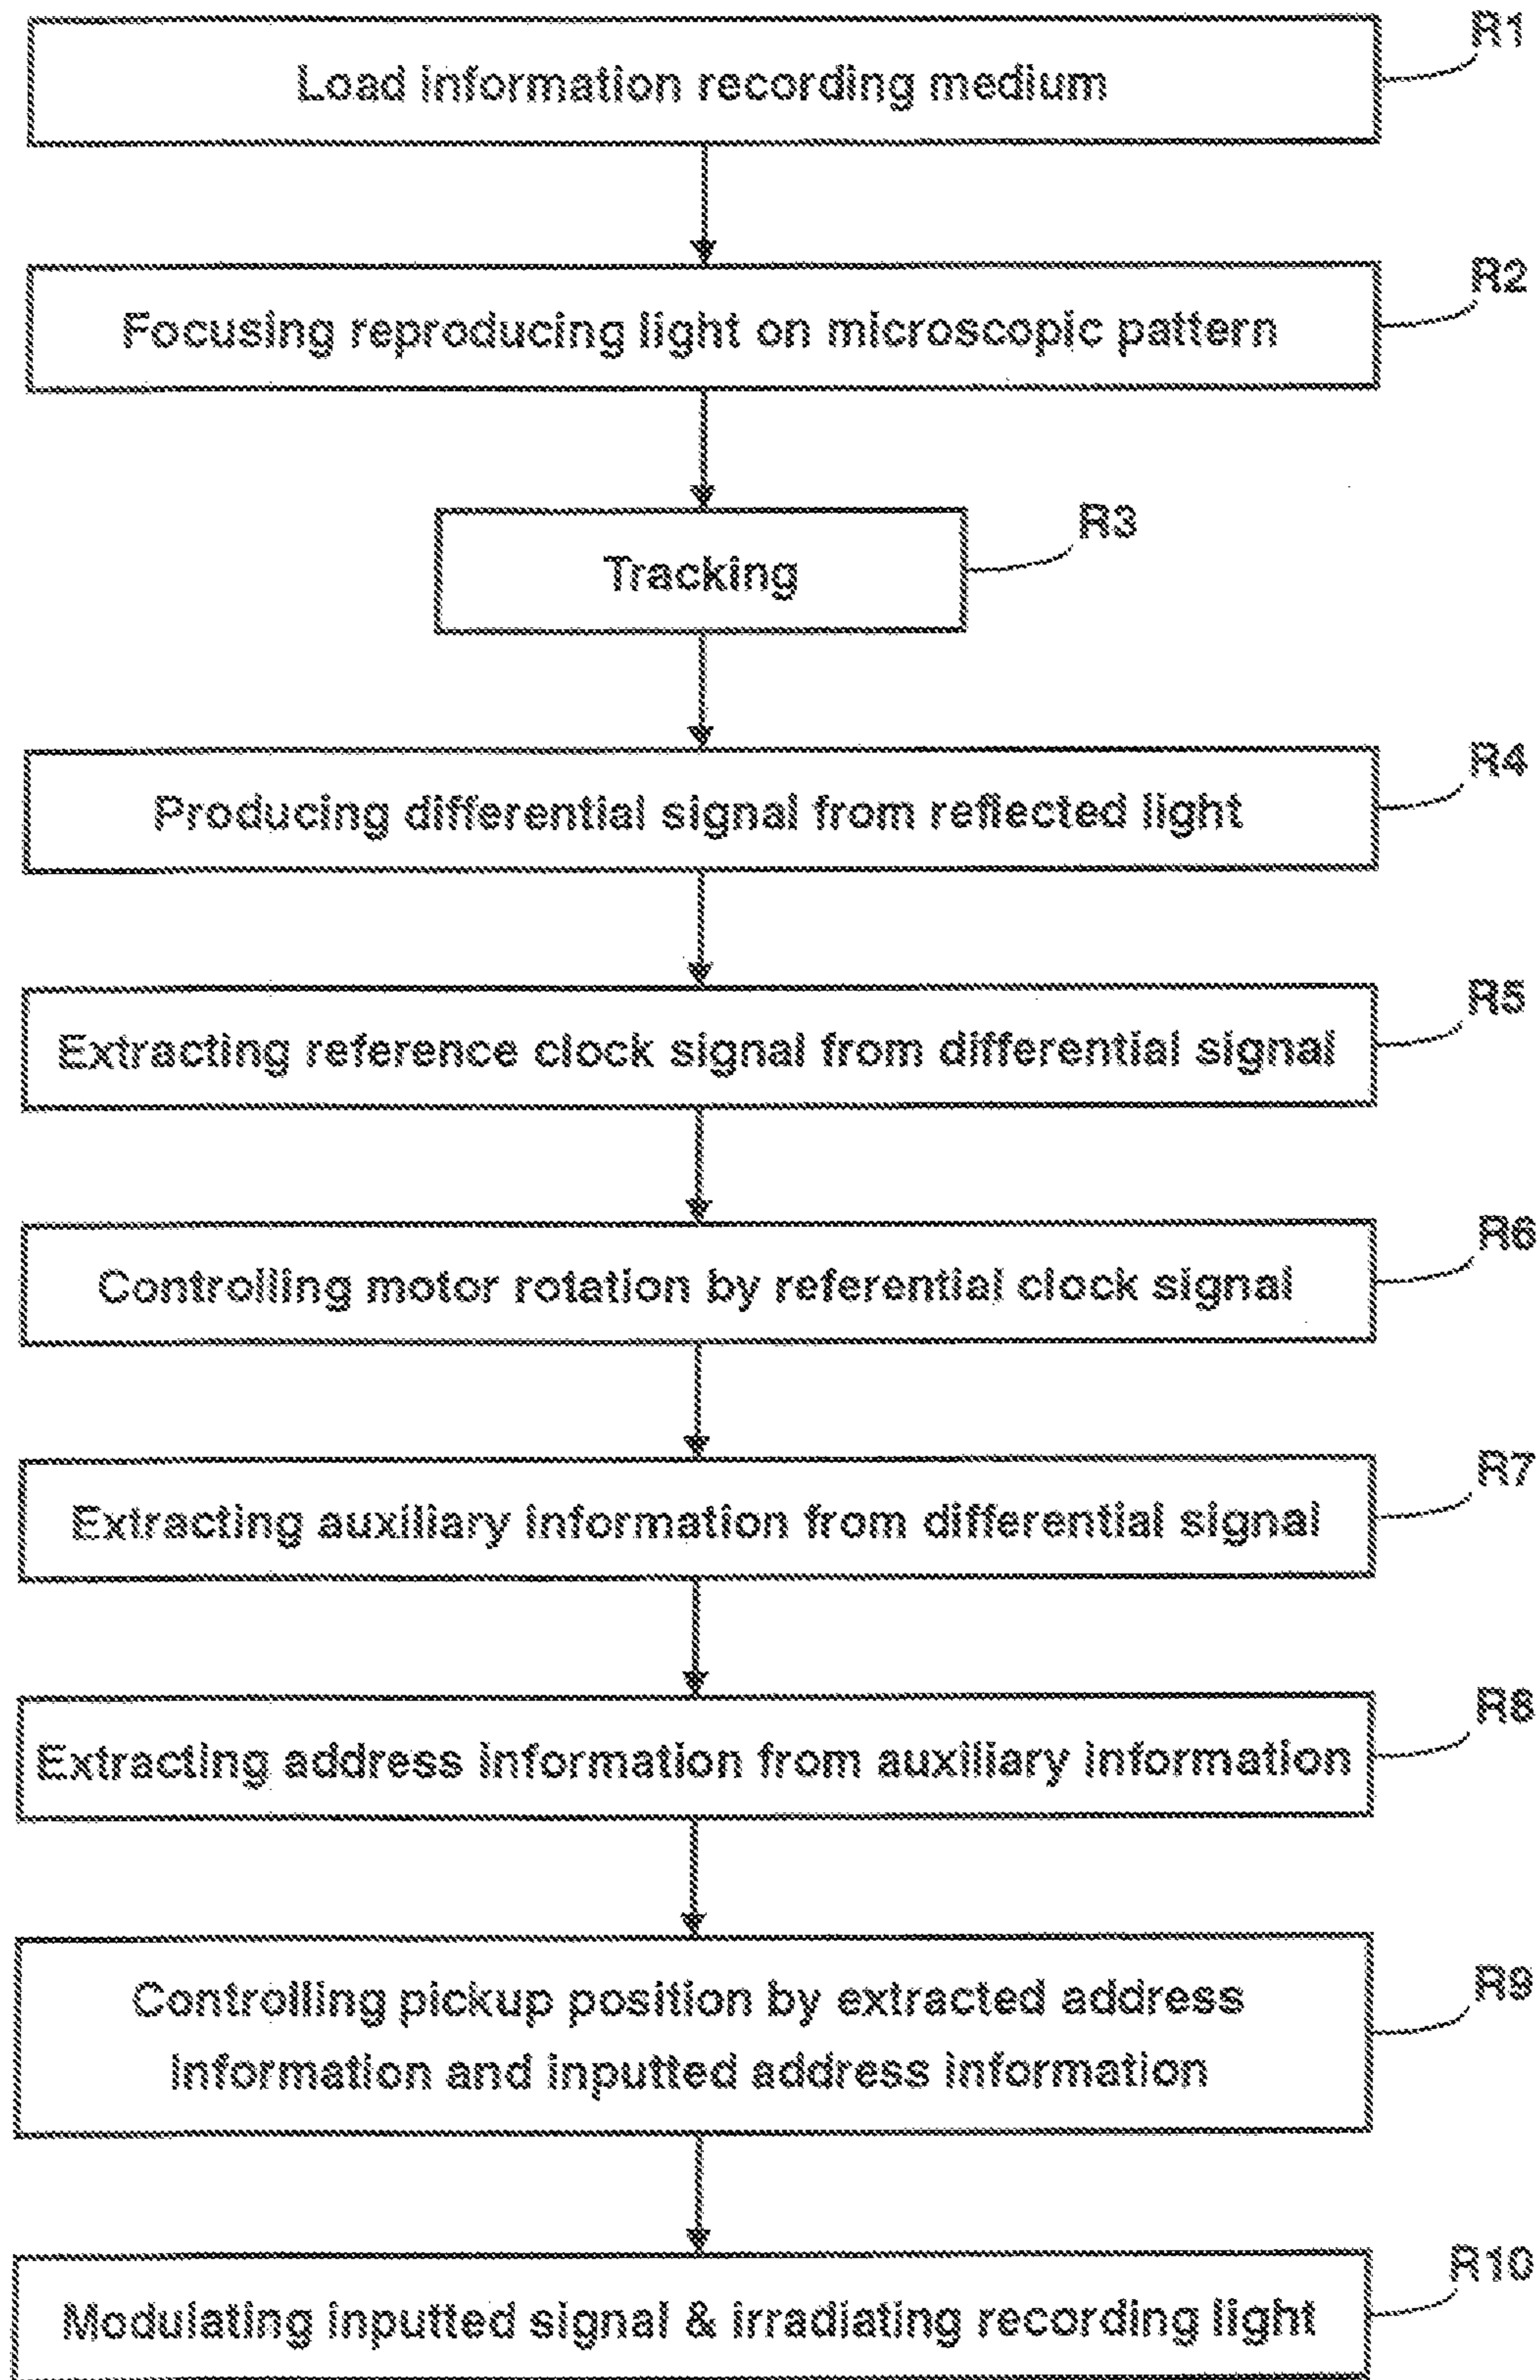 R1
Load information recording medium
R2
Focusing reproducing light on microscopic pattern
R3
Tracking
R4
Producing differential signal from reflected light
R5
Extracting reference clock signal from differential signal
R6
Controlling motor rotation by referential clock signal
R7
Extracting auxiliary information from differential signal
R8
Extracting address information from auxiliary information
R9
Controlling pickup position by extracted address
information and inputted address information
R10
Modulating inputted signal & irradiating recording light